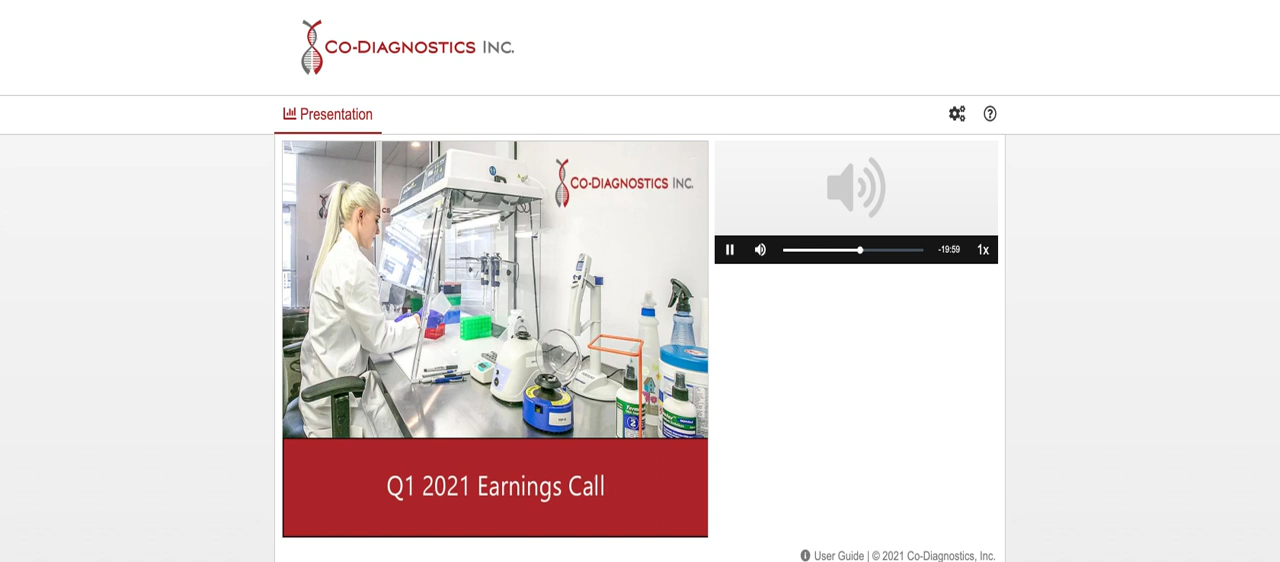 CO-DIAGNOSTICS INC.
Presentation
CO-DIAGNOSTICS INC.
-19:59
1x
Q1 2021 Earnings Call
User Guide | © 2021 Co-Diagnostics, Inc.